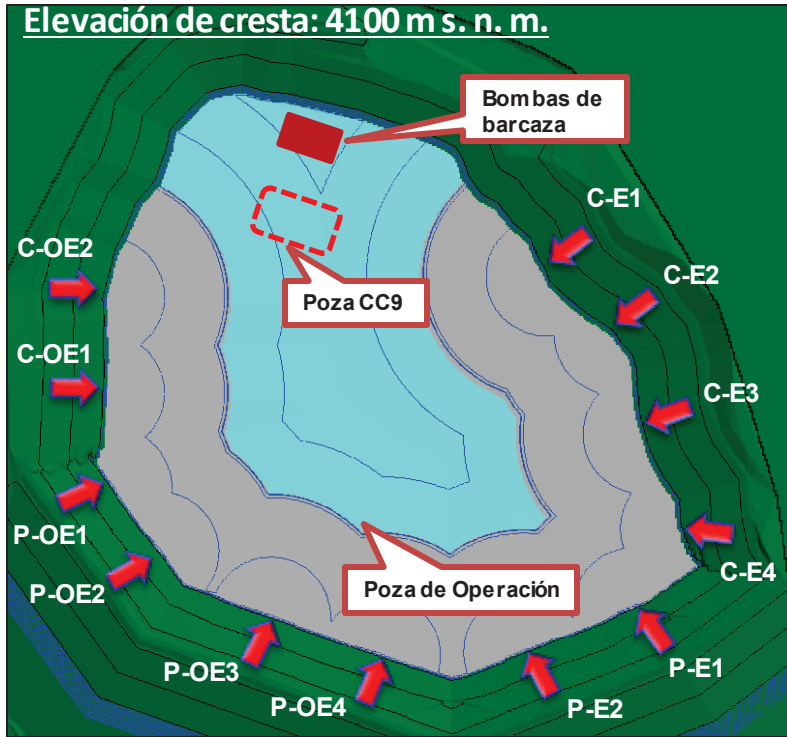 Elevación de cresta: 4100 m s. n. m.
Bombas de
barcaza
C-E1
C-OE2
C-E2
Poza CC9
C-OE1
C-E3
P-OE1
C-E4
P-OE2
Poza de Operación
P-OE3
P-E1
P-OE4
P-E2